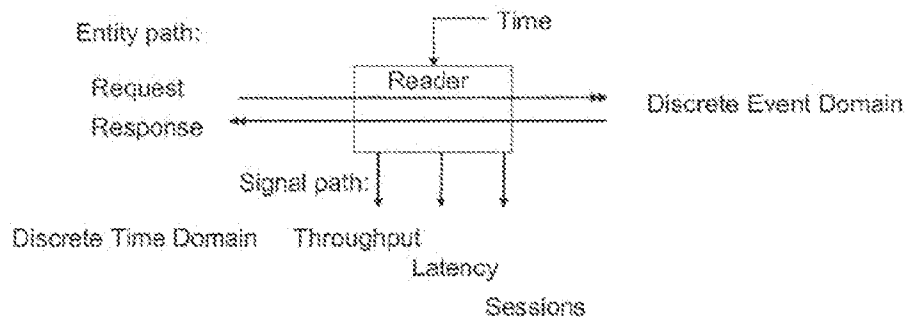 Time
Entity path:
Reader
Request
Discrete Event Domain
Response
Signal path:
Discrete Time Domain
Throughput
Latency
Sessions